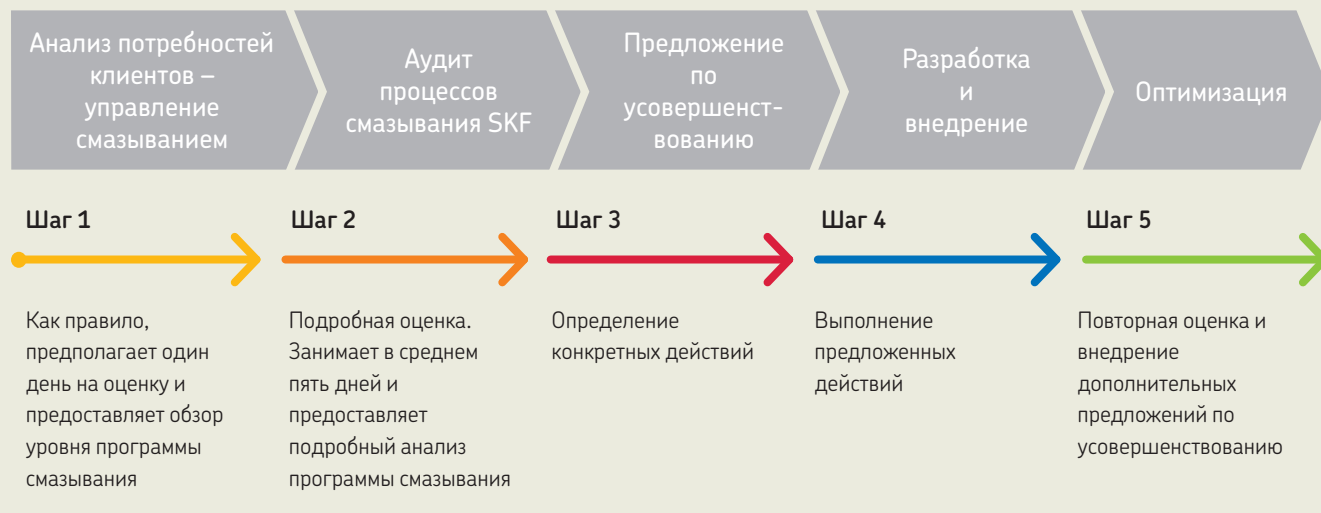 Анализ потребностей
клиентов –
управление
смазыванием
Аудит
процессов
смазывания SKF
Предложение
по
усовершенст-
вованию
Разработка
и
внедрение
Оптимизация
Шаг 1
Как правило,
предполагает один
день на оценку и
предоставляет обзор
уровня программы
смазывания
Шаг 2
Подробная оценка.
Занимает в среднем
пять дней и
предоставляет
подробный анализ
программы смазывания
Шаг 3
Определение
конкретных действий
Шаг 4
Выполнение
предложенных
действий
Шаг 5
Повторная оценка и
внедрение
дополнительных
предложений по
усовершенствованию